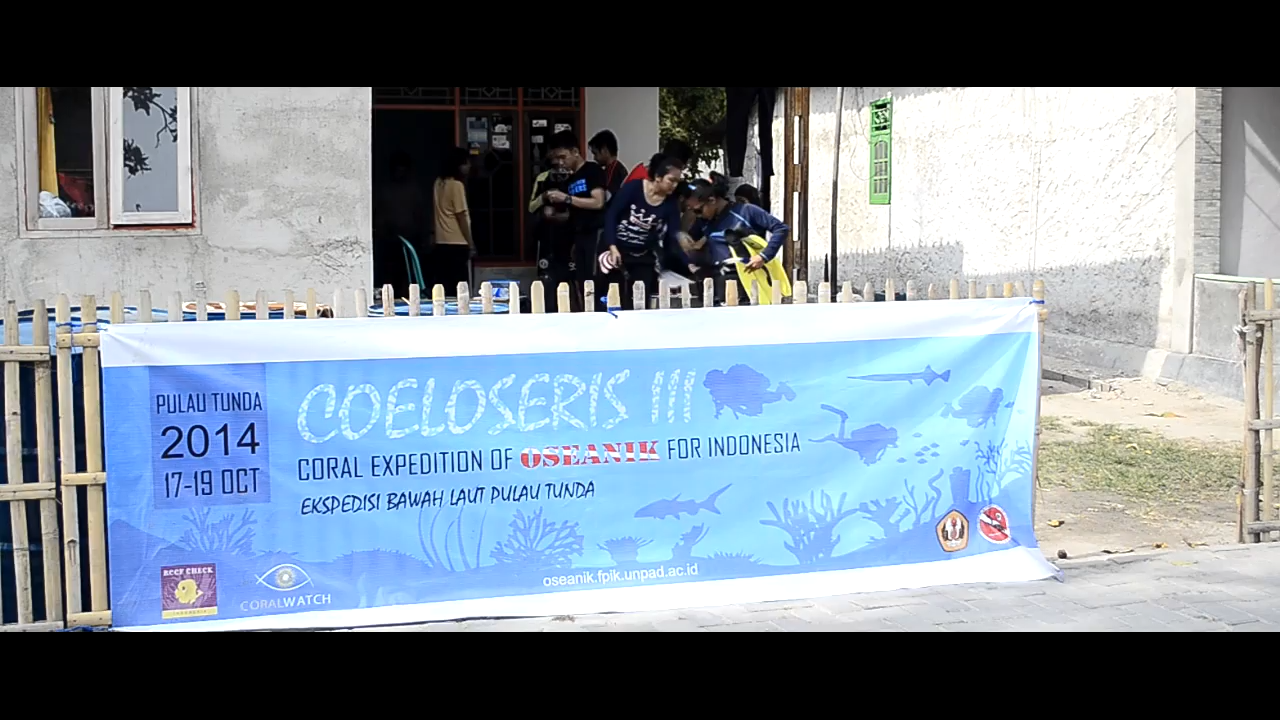 PULAU TUNDA
2014
17-19 OCT
COELOSERIS III
CORAL EXPEDITION OF OSEANIK FOR INDONESIA
EKSPEDISI BAWAH LAUT PULAU TUNDA
REEF CHECK
INDONESIA
CORALWATCH
oseanik.fpik.unpad.ac.id